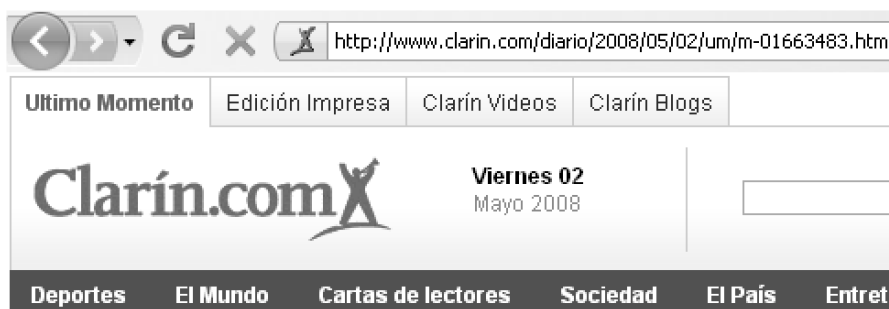 http://www.clarin.com/diario/2008/05/02/um/m-01663483.htm
Ultimo Momento Edición Impresa Clarín Videos Clarín Blogs
Clarín.com
Viernes 02
Mayo 2008
Deportes El Mundo Cartas de lectores Sociedad El País Entret